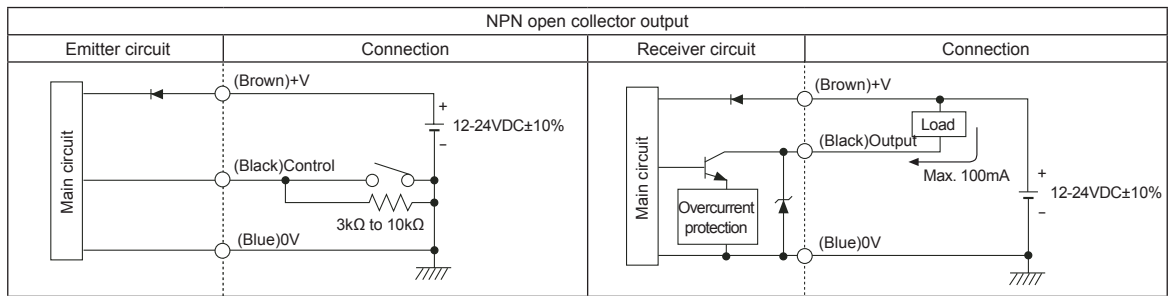 NPN open collector output
Emitter circuit
Connection
Receiver circuit
Connection
Main circuit
(Brown)+V
+
12-24VDC±10%
−
(Black)Control
3kΩ to 10kΩ
(Blue)0V
Main circuit
(Brown)+V
Load
(Black)Output
Max. 100mA
+
12-24VDC±10%
−
Overcurrent
protection
(Blue)0V